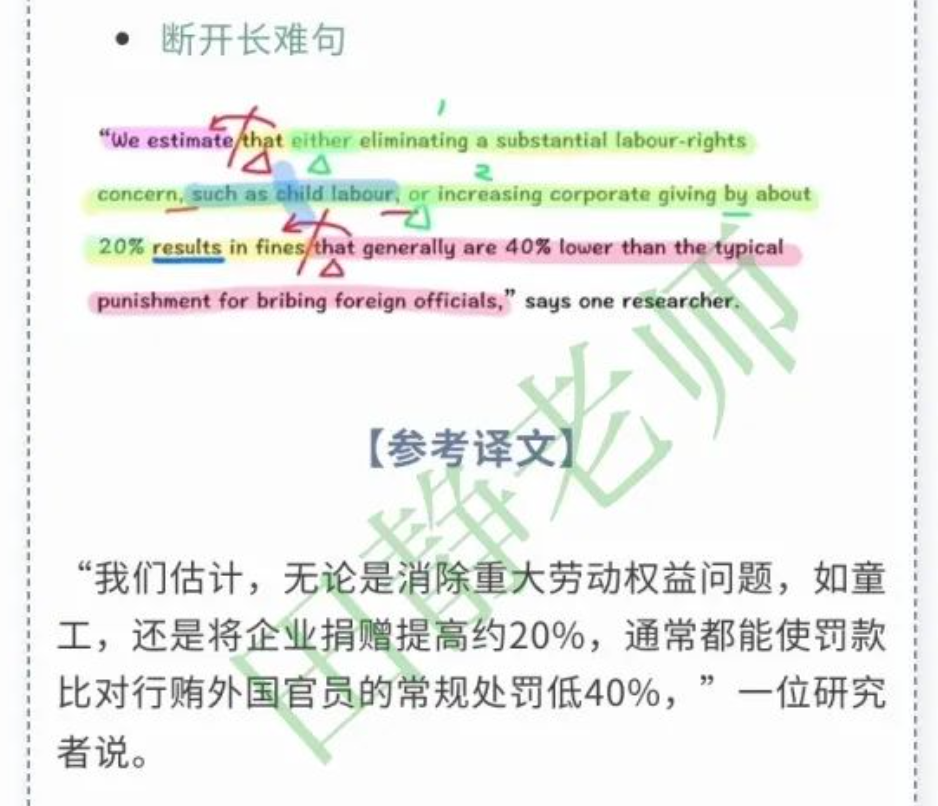 • 断开长难句
1
“We estimate that either eliminating a substantial labour-rights
2
concern, such as child labour, or increasing corporate giving by about
20% results in fines that generally are 40% lower than the typical
punishment for bribing foreign officials,” says one researcher.
【参考译文】
“我们估计，无论是消除重大劳动权益问题，如童
工，还是将企业捐赠提高约20%，通常都能使罚款
比对行贿外国官员的常规处罚低40%，”一位研究
者说。
田静老师